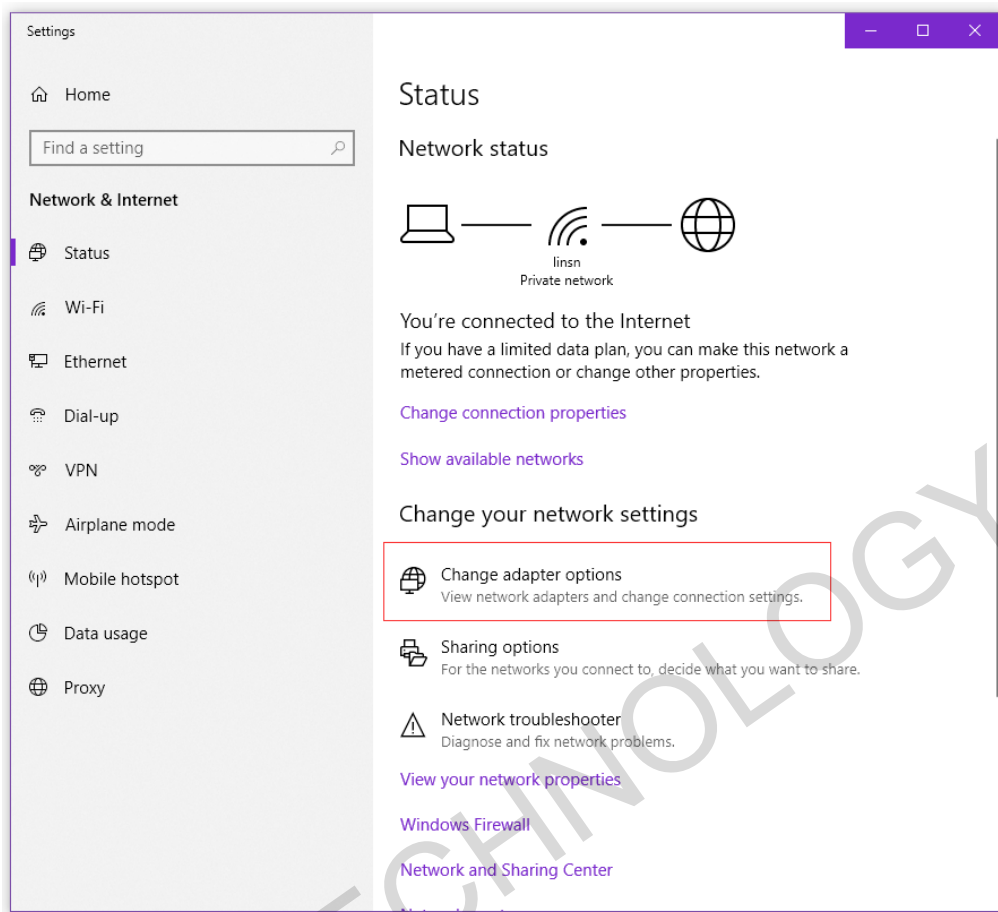 Settings
Home
Find a setting
Network & Internet
Status
Wi-Fi
Ethernet
Dial-up
VPN
Airplane mode
Mobile hotspot
Data usage
Proxy
Status
Network status
linsn
Private network
You're connected to the Internet
If you have a limited data plan, you can make this network a
metered connection or change other properties.
Change connection properties
Show available networks
Change your network settings
Change adapter options
View network adapters and change connection settings.
Sharing options
For the networks you connect to, decide what you want to share.
Network troubleshooter
Diagnose and fix network problems.
View your network properties
Windows Firewall
Network and Sharing Center
TECHNOLOGY